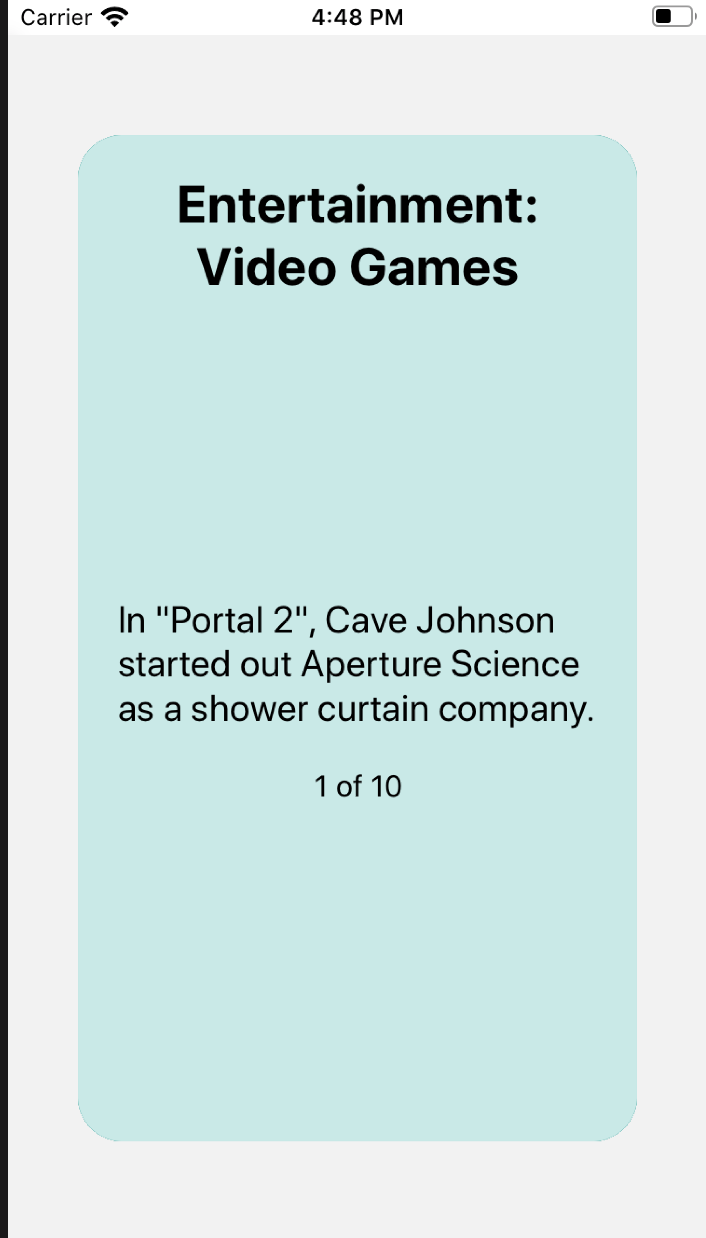 Carrier
4:48 PM
Entertainment:
Video Games
In "Portal 2", Cave Johnson
started out Aperture Science
as a shower curtain company.
1 of 10